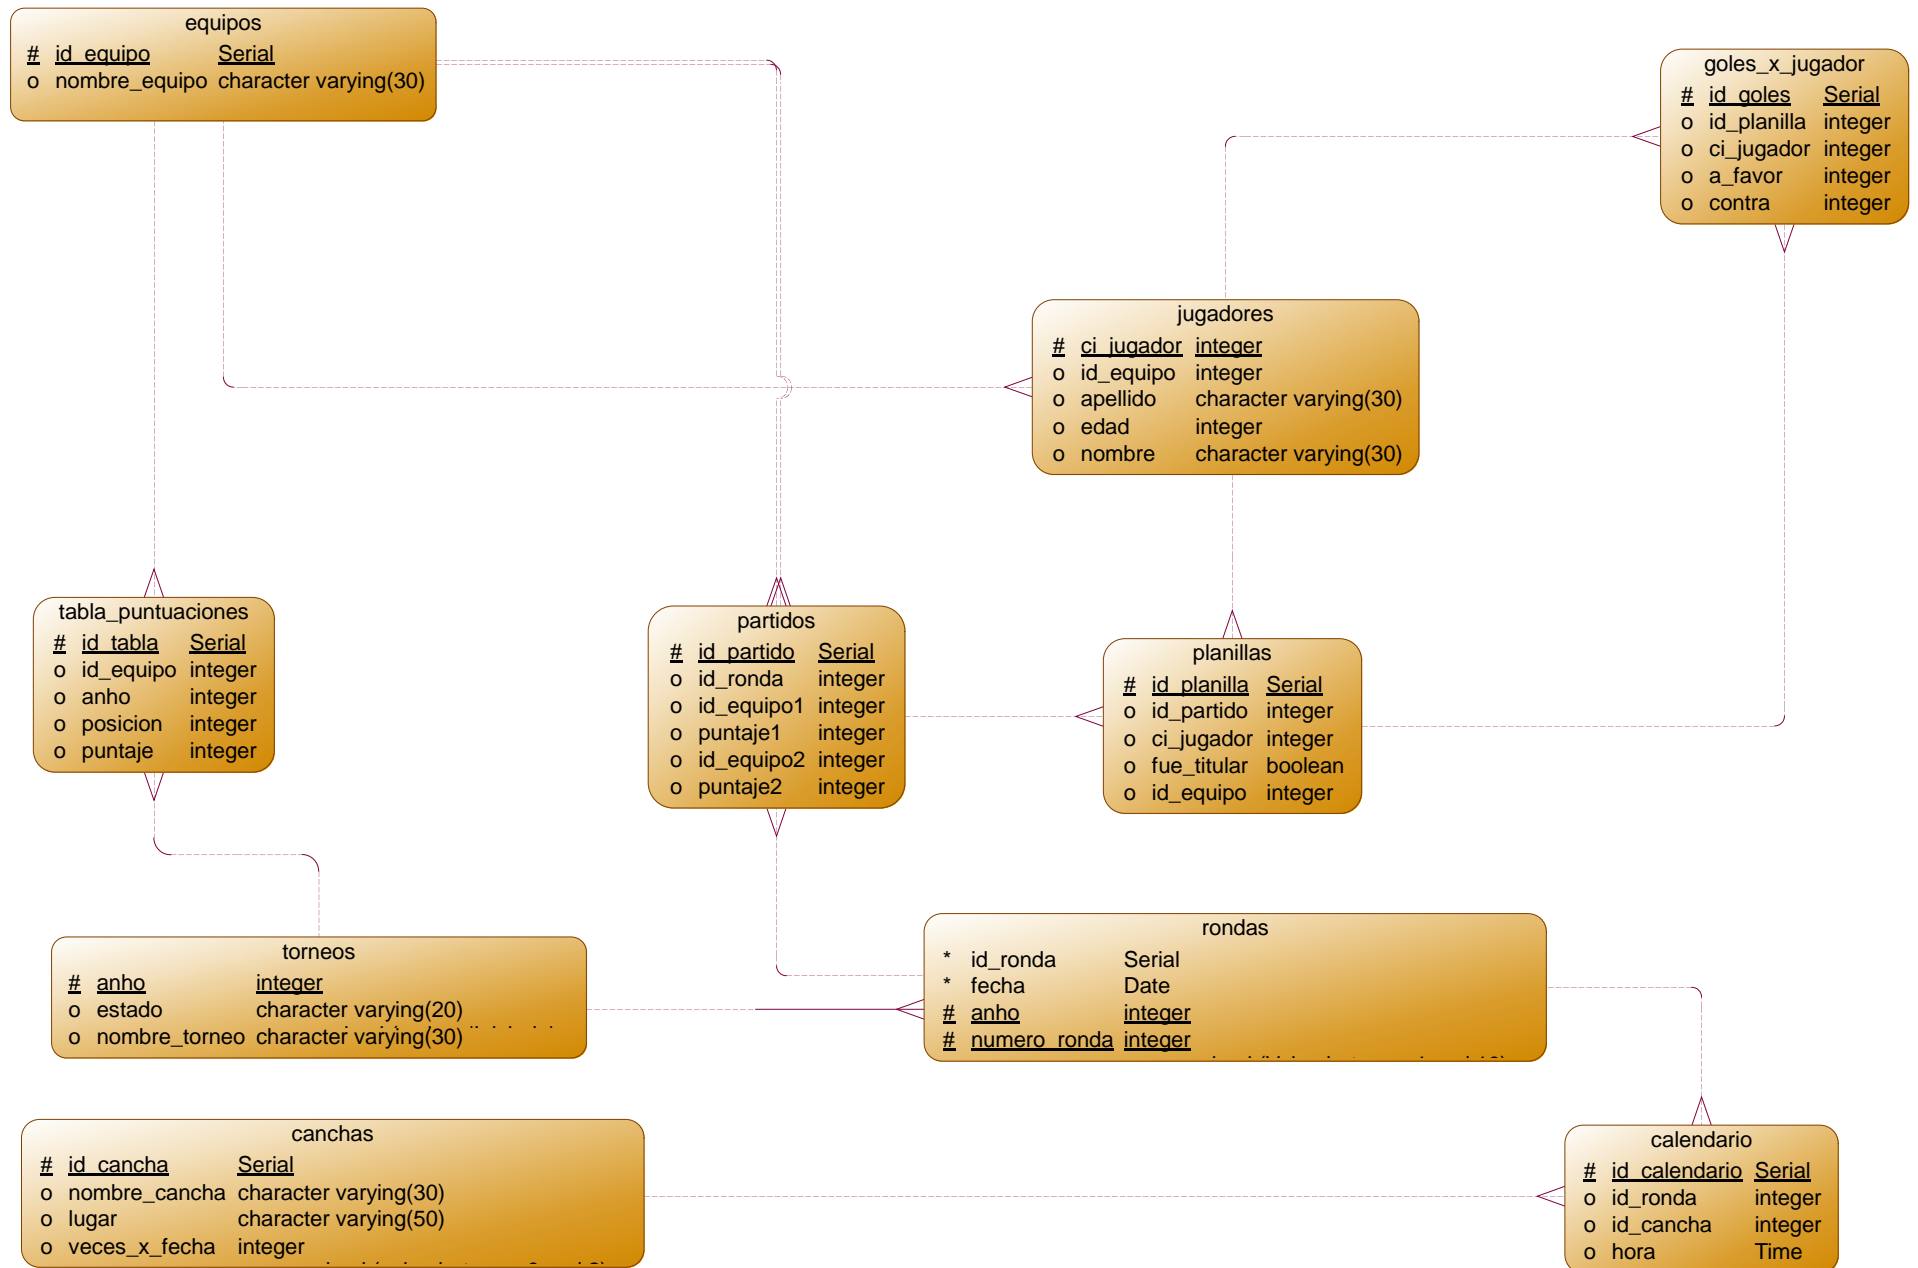 equipos
# id_equipo Serial
o nombre_equipo character varying(30)
goles_x_jugador
# id_goles Serial
o id_planilla integer
o ci_jugador integer
o a_favor integer
o contra integer
jugadores
# ci_jugador integer
o id_equipo integer
o apellido character varying(30)
o edad integer
o nombre character varying(30)
tabla_puntuaciones
# id_tabla Serial
o id_equipo integer
o anho integer
o posicion integer
o puntaje integer
partidos
# id_partido Serial
o id_ronda integer
o id_equipo1 integer
o puntaje1 integer
o id_equipo2 integer
o puntaje2 integer
planillas
# id_planilla Serial
o id_partido integer
o ci_jugador integer
o fue_titular boolean
o id_equipo integer
torneos
# anho integer
o estado character varying(20)
o nombre_torneo character varying(30)
rondas
* id_ronda Serial
* fecha Date
# anho integer
# numero_ronda integer
canchas
# id_cancha Serial
o nombre_cancha character varying(30)
o lugar character varying(50)
o veces_x_fecha integer
calendario
# id_calendario Serial
o id_ronda integer
o id_cancha integer
o hora Time